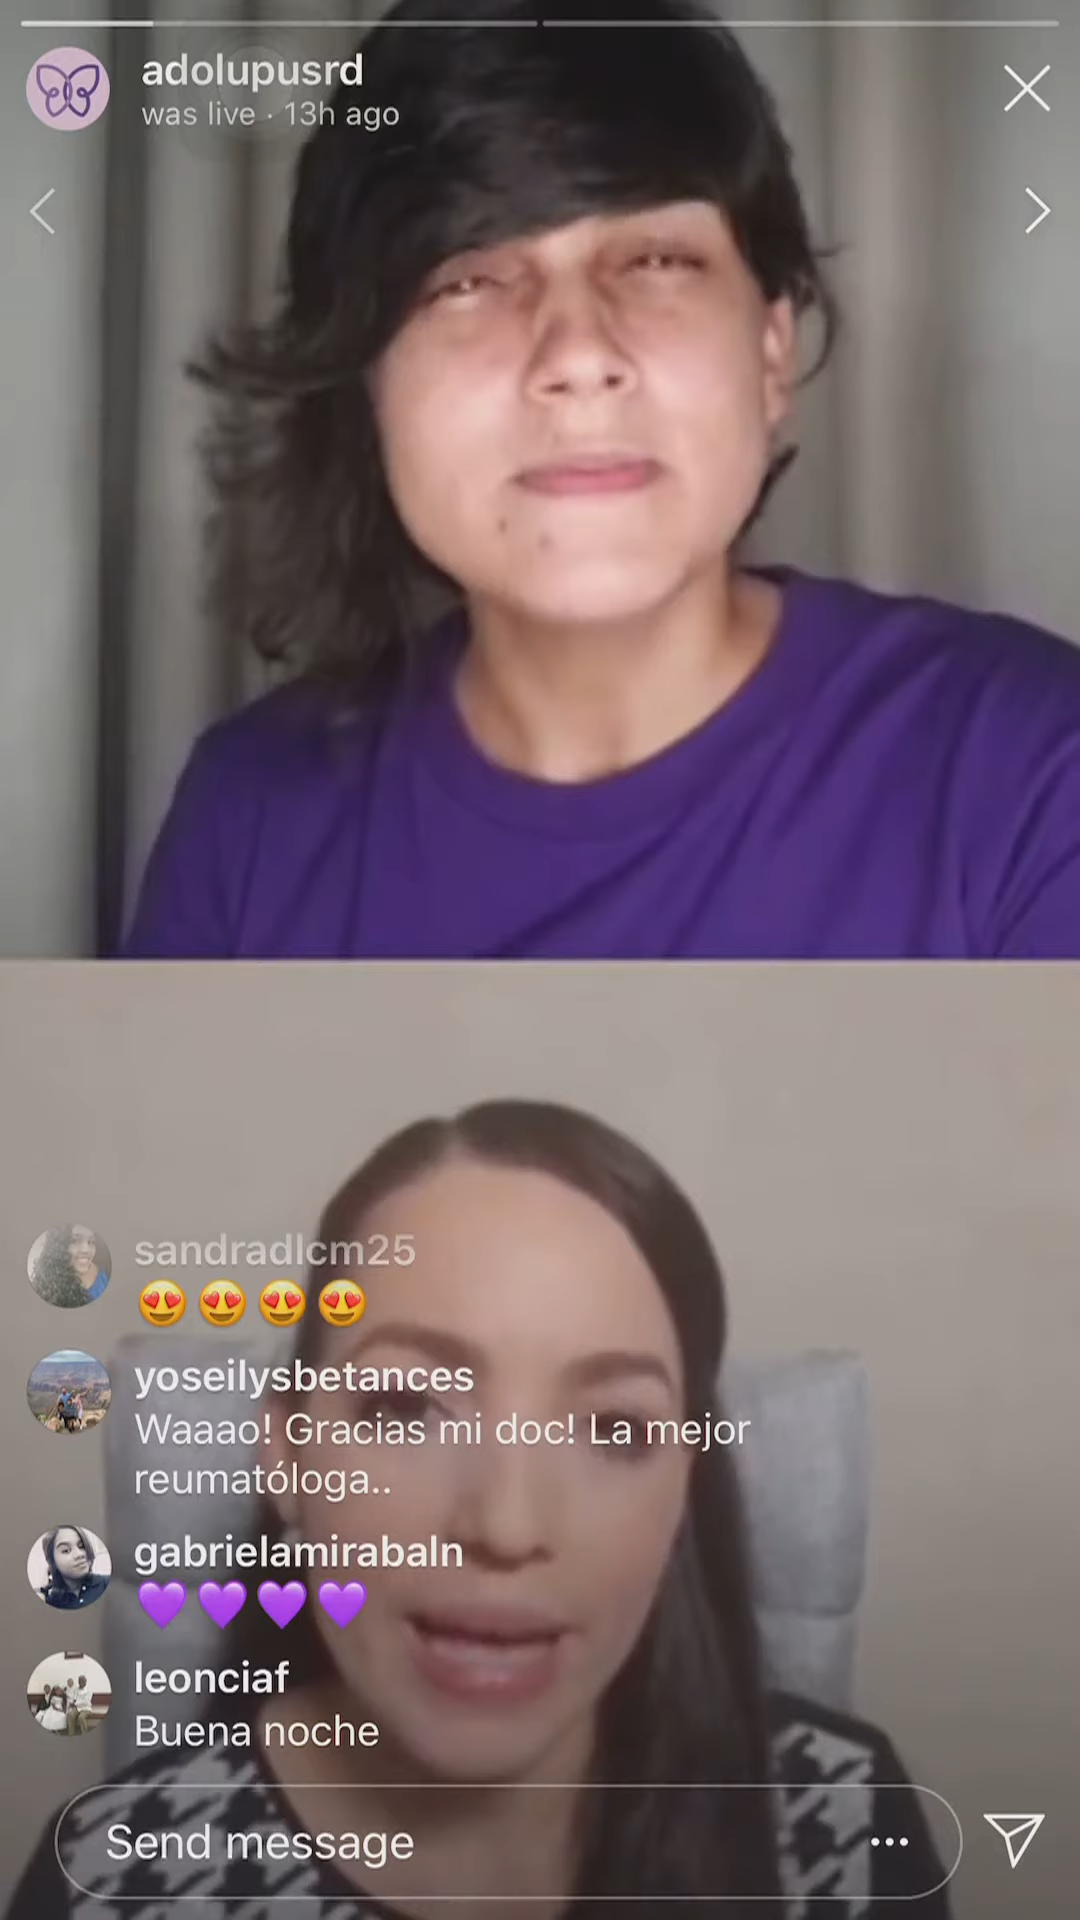 adolupusrd
was live · 13h ago
sandradlcm25
😍😍😍😍
yoseilysbetances
Waaao! Gracias mi doc! La mejor
reumatóloga..
gabrielamirabaln
💜💜💜💜
leonciaf
Buena noche
Send message